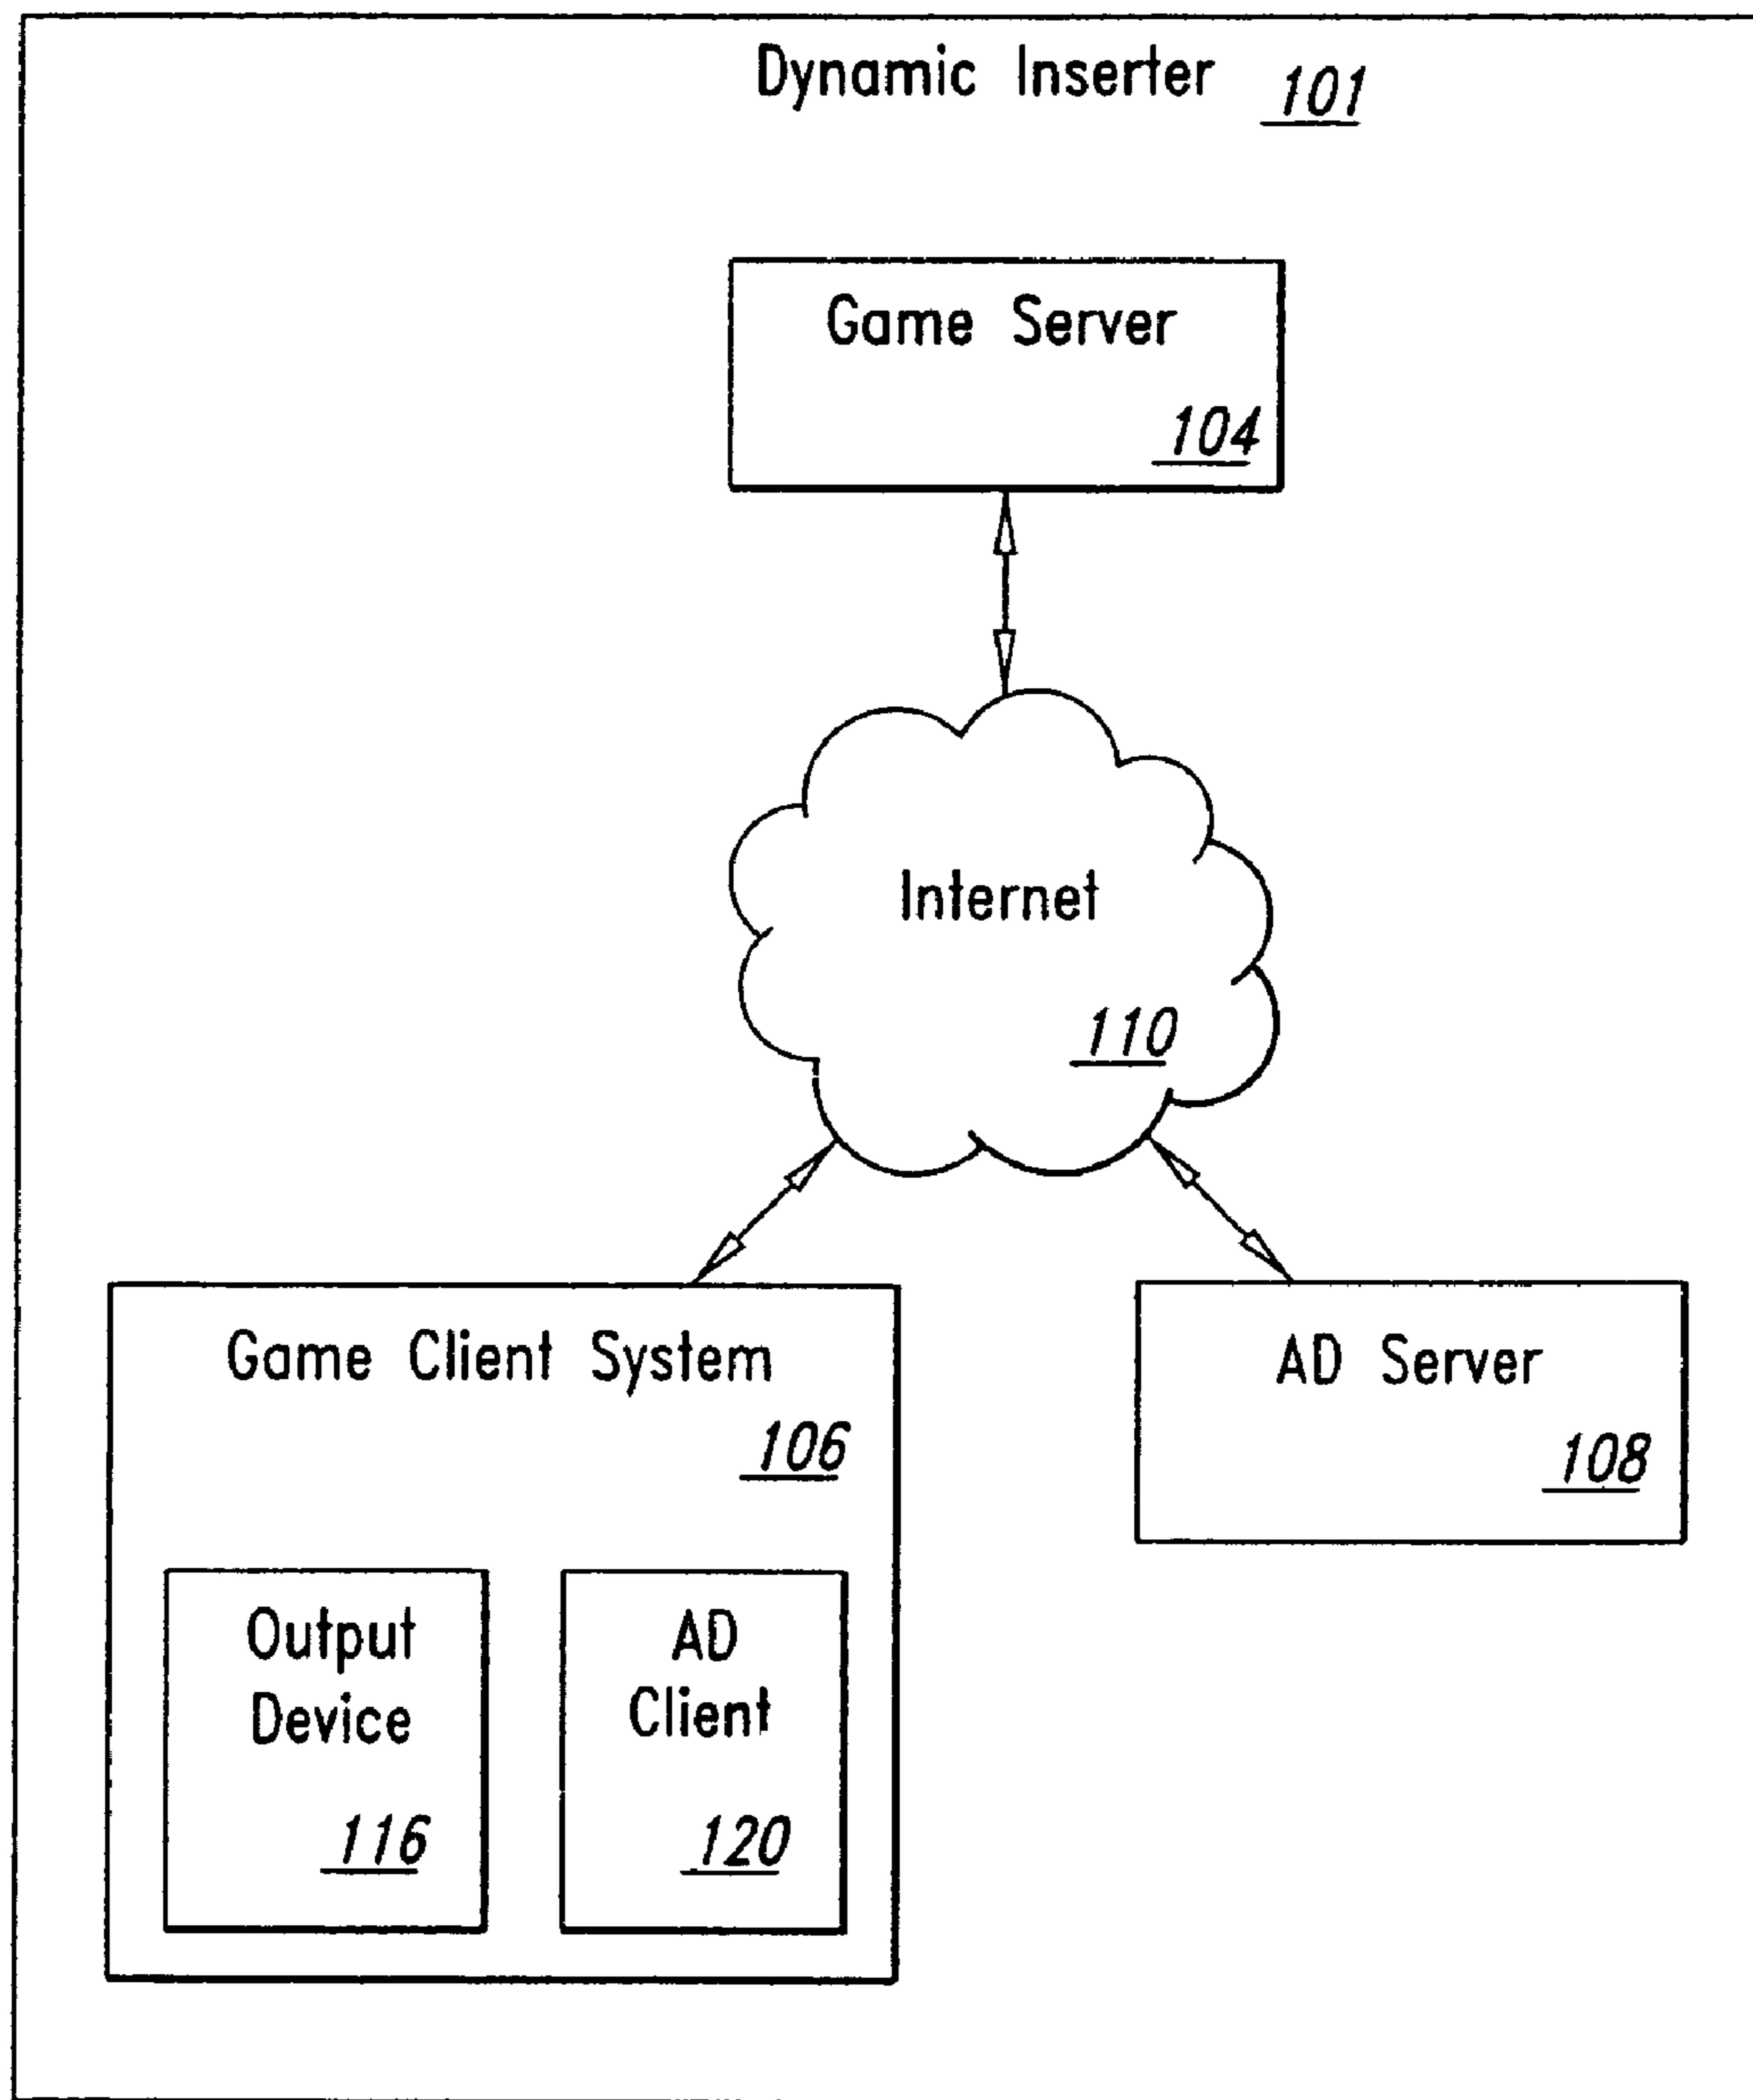 Dynamic Inserter 101
Game Server
104
Internet
110
Game Client System
106
Output
Device
116
AD
Client
120
AD Server
108